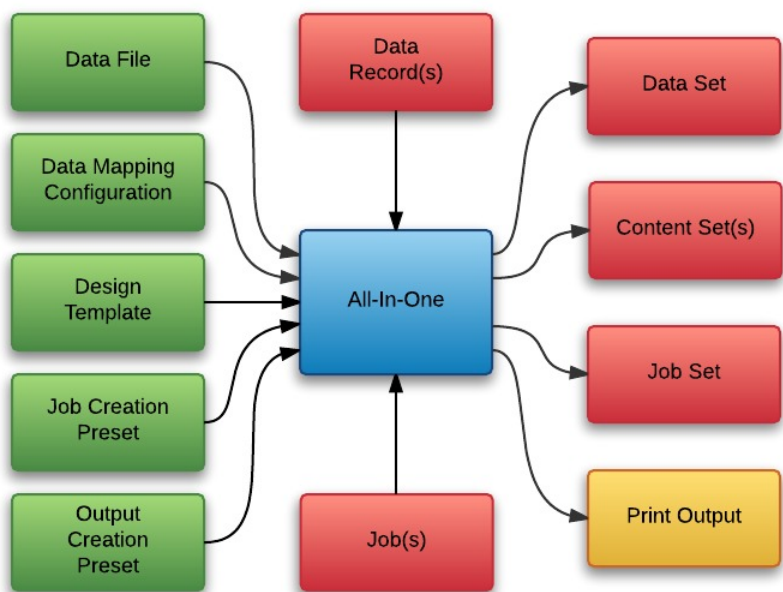 Data File
Data Mapping
Configuration
Design
Template
Job Creation
Preset
Output
Creation
Preset
Data
Record(s)
All-In-One
Job(s)
Data Set
Content Set(s)
Job Set
Print Output